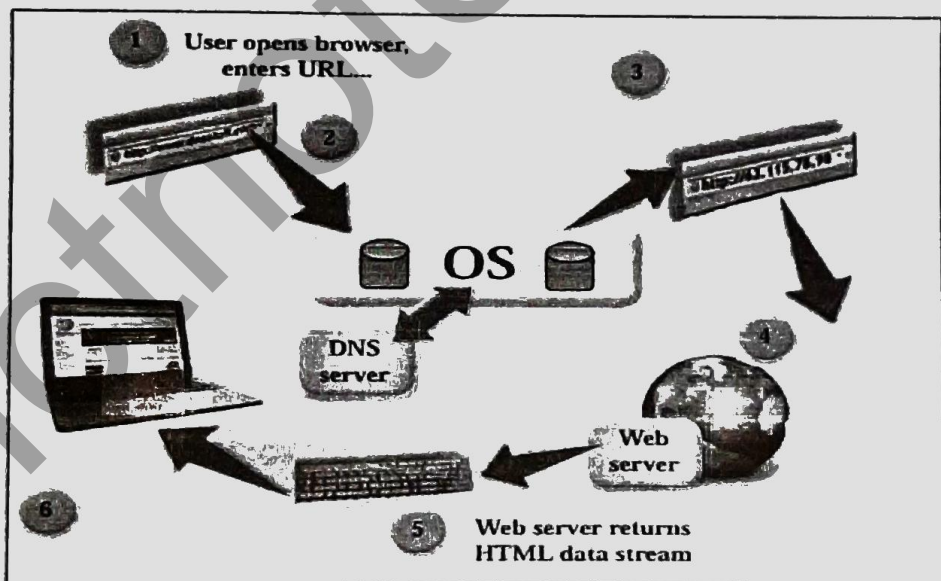 1
User opens browser,
enters URL...
2
3
OS
DNS
server
4
Web
server
5
Web server returns
HTML data stream
6